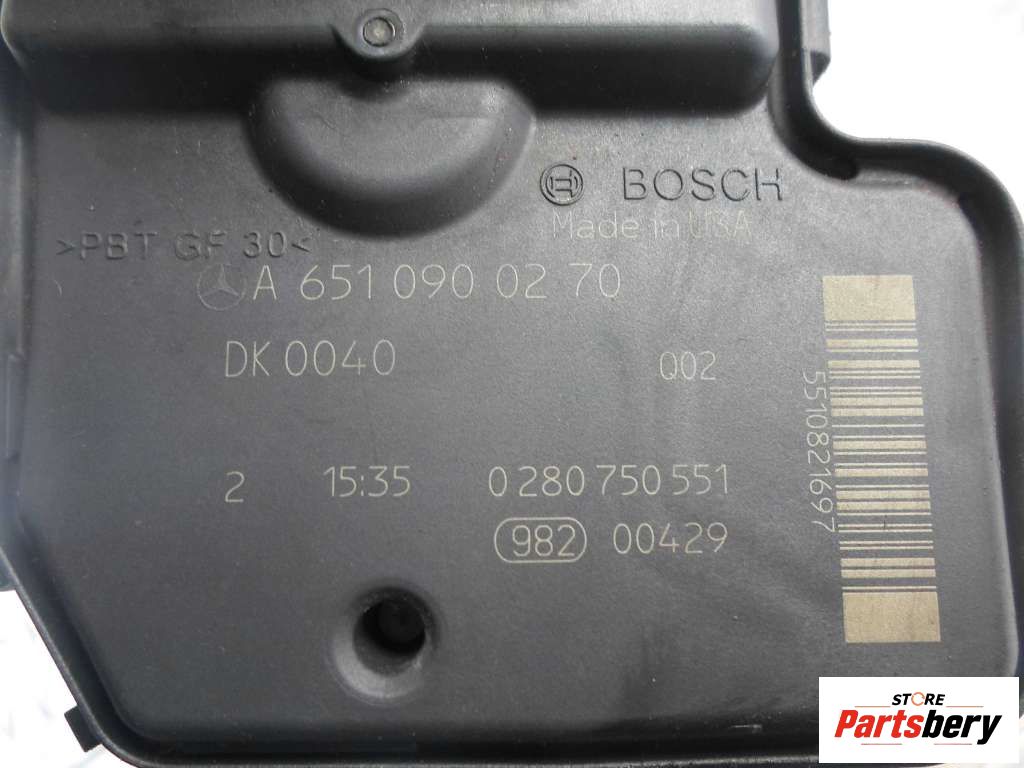 BOSCH
Made in USA
>PBT GF 30<
A 651 090 02 70
DK 0040
Q02
2 15:35 0 280 750 551
982 00429
5510821697
STORE
Partsbery